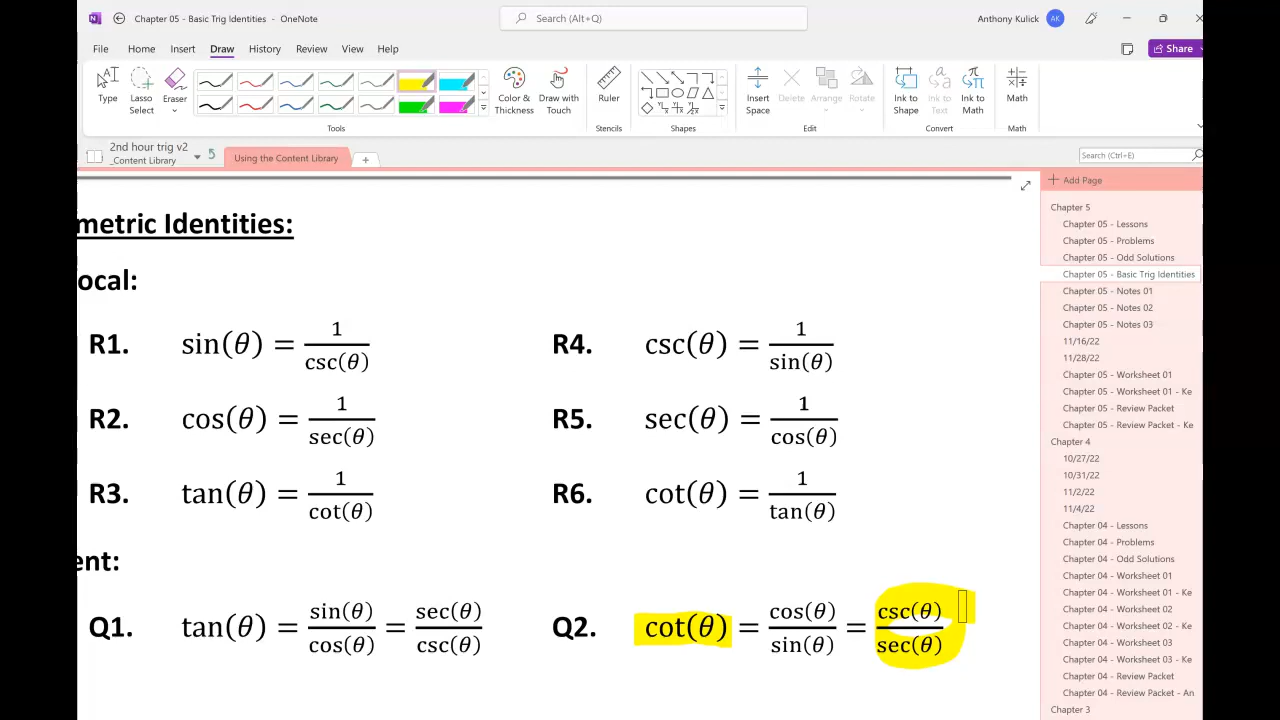 Chapter 05 - Basic Trig Identities - OneNote
Search (Alt+Q)
Anthony Kulick
AK
File Home Insert Draw History Review View Help
Share
Type
Lasso Select
Eraser
Color & Thickness
Draw with Touch
Ruler
Insert Space
Delete
Arrange
Rotate
Ink to Shape
Ink to Text
Ink to Math
Math
Tools
Stencils
Shapes
Edit
Convert
Math
2nd hour trig v2
_Content Library
Using the Content Library
Search (Ctrl+E)
metric Identities:
ocal:
R1. sin(θ) = 1/csc(θ)
R4. csc(θ) = 1/sin(θ)
R2. cos(θ) = 1/sec(θ)
R5. sec(θ) = 1/cos(θ)
R3. tan(θ) = 1/cot(θ)
R6. cot(θ) = 1/tan(θ)
ent:
Q1. tan(θ) = sin(θ)/cos(θ) = sec(θ)/csc(θ)
Q2. cot(θ) = cos(θ)/sin(θ) = csc(θ)/sec(θ)
Add Page
Chapter 5
Chapter 05 - Lessons
Chapter 05 - Problems
Chapter 05 - Odd Solutions
Chapter 05 - Basic Trig Identities
Chapter 05 - Notes 01
Chapter 05 - Notes 02
Chapter 05 - Notes 03
11/16/22
11/28/22
Chapter 05 - Worksheet 01
Chapter 05 - Worksheet 01 - Ke
Chapter 05 - Review Packet
Chapter 05 - Review Packet - Ke
Chapter 4
10/27/22
10/31/22
11/2/22
11/4/22
Chapter 04 - Lessons
Chapter 04 - Problems
Chapter 04 - Odd Solutions
Chapter 04 - Worksheet 01
Chapter 04 - Worksheet 01 - Ke
Chapter 04 - Worksheet 02
Chapter 04 - Worksheet 02 - Ke
Chapter 04 - Worksheet 03
Chapter 04 - Worksheet 03 - Ke
Chapter 04 - Review Packet
Chapter 04 - Review Packet - An
Chapter 3